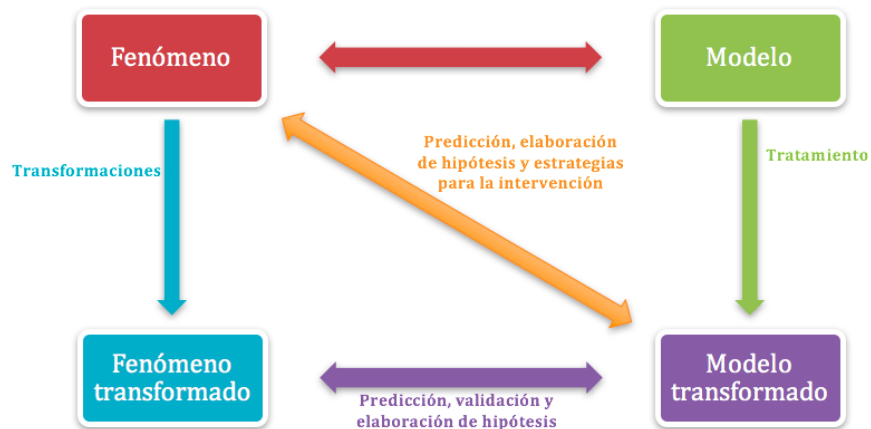 Fenómeno
Modelo
Predicción, elaboración
de hipótesis y estrategias
para la intervención
Transformaciones
Tratamiento
Fenómeno
transformado
Modelo
transformado
Predicción, validación y
elaboración de hipótesis